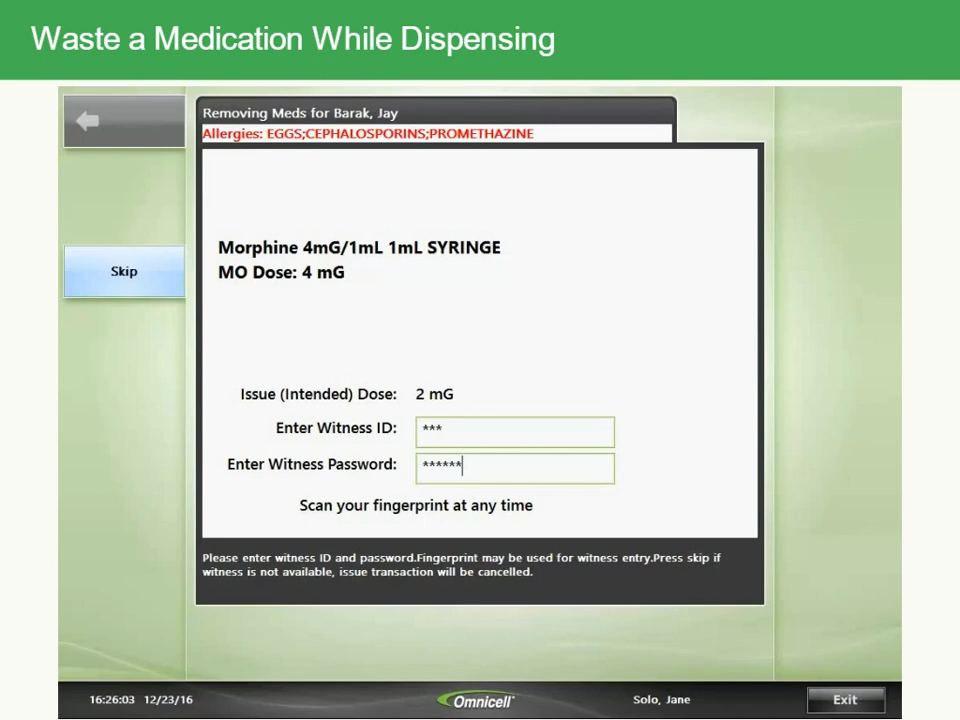 Waste a Medication While Dispensing
Removing Meds for Barak, Jay
Allergies: EGGS;CEPHALOSPORINS;PROMETHAZINE
Morphine 4mG/1mL 1mL SYRINGE
Skip
MO Dose: 4 mG
Issue (Intended) Dose: 2 mG
Enter Witness ID: ***
Enter Witness Password: ******
Scan your fingerprint at any time
Please enter witness ID and password.Fingerprint may be used for witness entry.Press skip if
witness is not available, issue transaction will be cancelled.
16:26:03 12/23/16 Omnicell Solo, Jane Exit